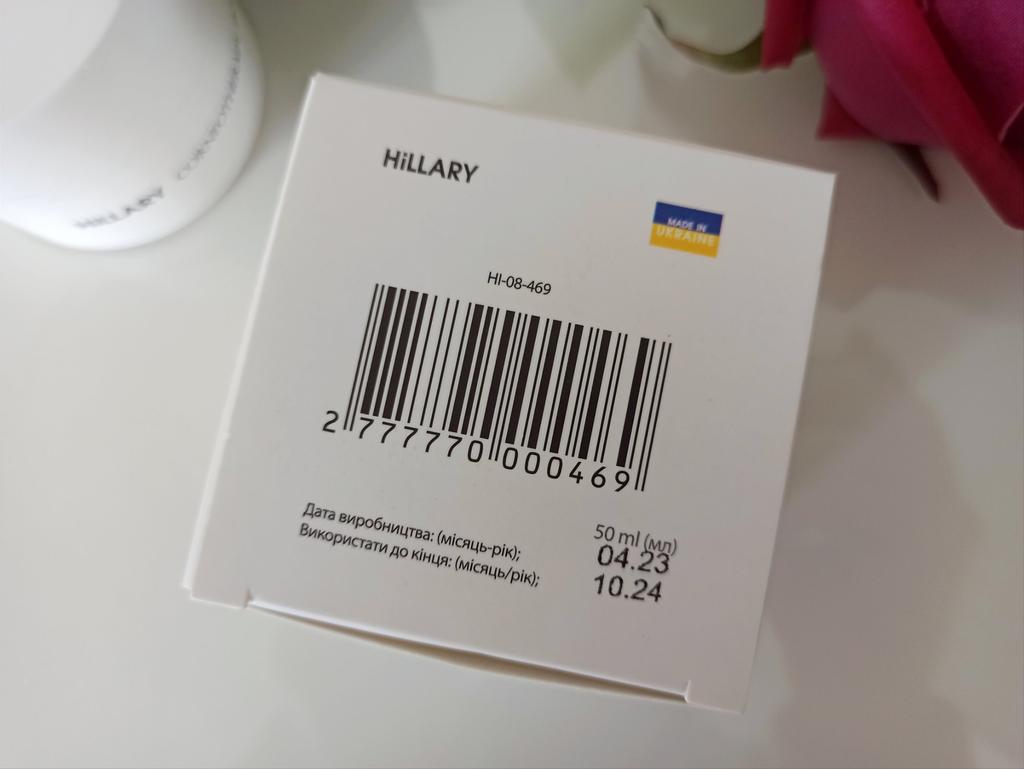 HiLLARY
HiLLARY
MADE IN
UKRAINE
HI-08-469
2 777770 000469
Дата виробництва: (місяць-рік);
Використати до кінця: (місяць/рік);
50 ml (мл)
04.23
10.24